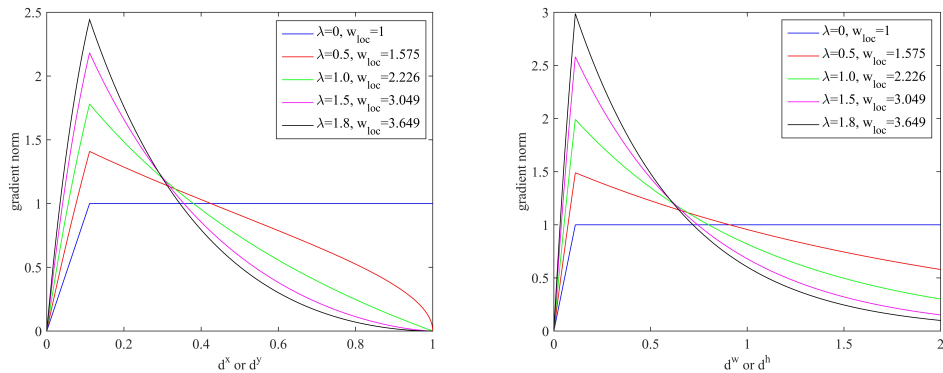 2.5
2
1.5
1
0.5
0
gradient norm
λ=0, w_loc=1
λ=0.5, w_loc=1.575
λ=1.0, w_loc=2.226
λ=1.5, w_loc=3.049
λ=1.8, w_loc=3.649
0 0.2 0.4 0.6 0.8 1
d^x or d^y
3
2.5
2
1.5
1
0.5
0
gradient norm
λ=0, w_loc=1
λ=0.5, w_loc=1.575
λ=1.0, w_loc=2.226
λ=1.5, w_loc=3.049
λ=1.8, w_loc=3.649
0 0.5 1 1.5 2
d^w or d^h